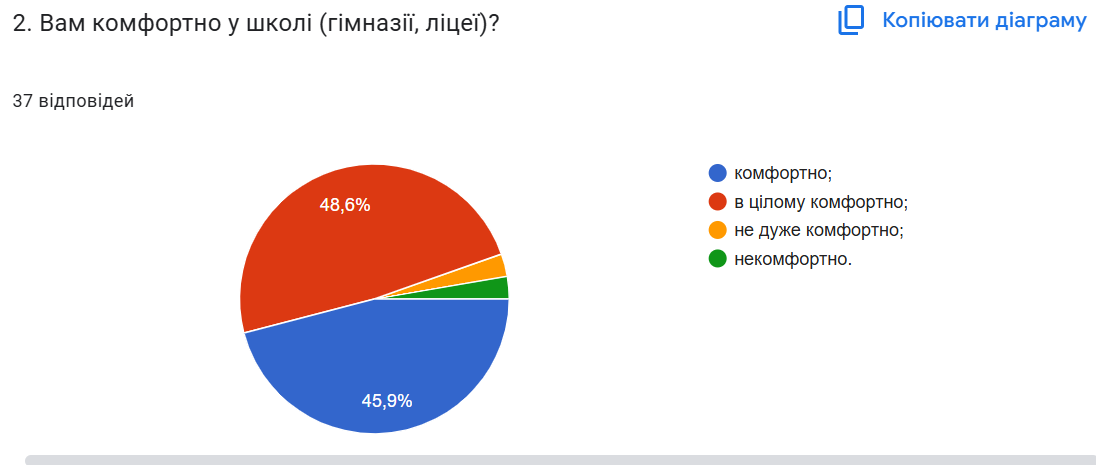 2. Вам комфортно у школі (гімназії, ліцеї)?
Копіювати діаграму
37 відповідей
48,6%
45,9%
комфортно;
в цілому комфортно;
не дуже комфортно;
некомфортно.